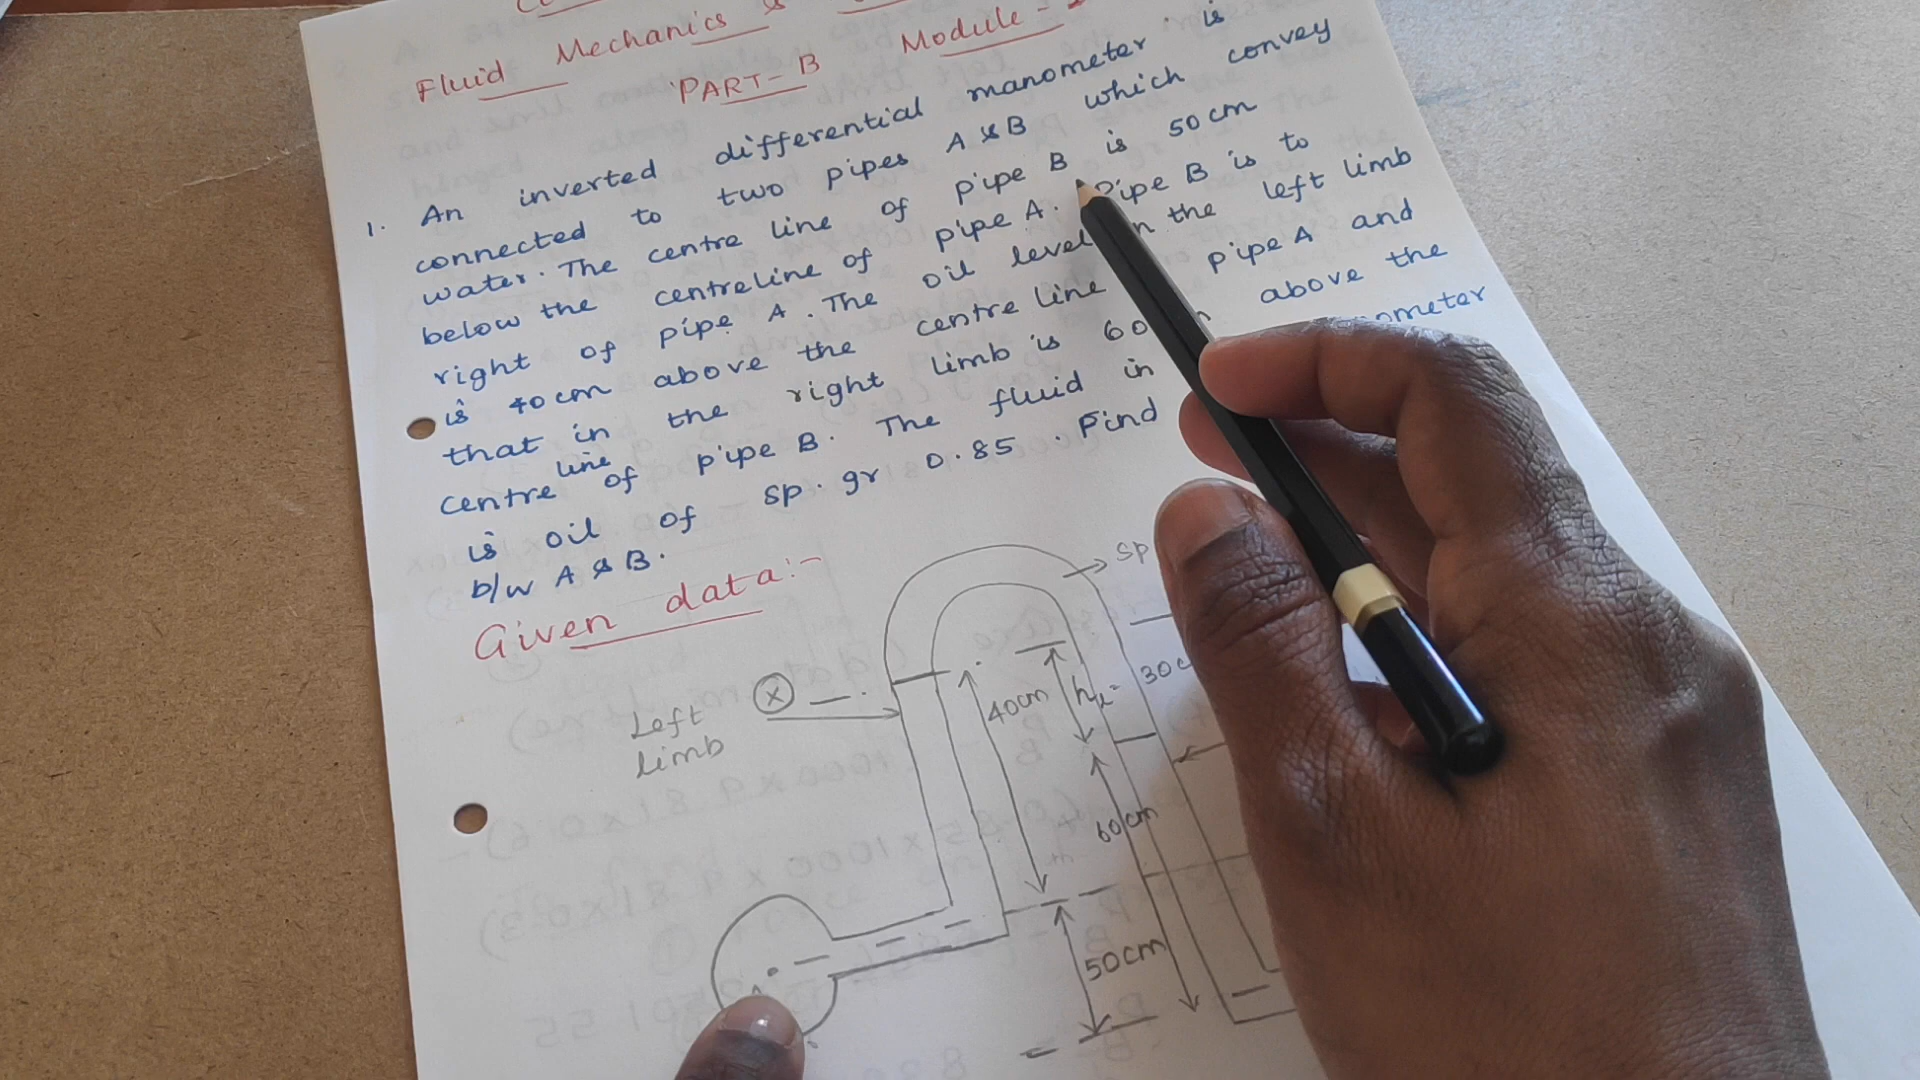 Fluid Mechanics &
PART-B Module-
1. An inverted differential manometer is
connected to two pipes A & B which convey
water. The centre line of pipe B is 50 cm
below the centreline of pipe A. Pipe B is to
right of pipe A. The oil level in the left limb
is 40 cm above the centre line pipe A and
that in the right limb is 60 above the
centre line of pipe B. The fluid in
is oil of sp. gr 0.85. Find
b/w A & B.
Given data:-
sp
X
Left
limb
40cm
60cm
50cm